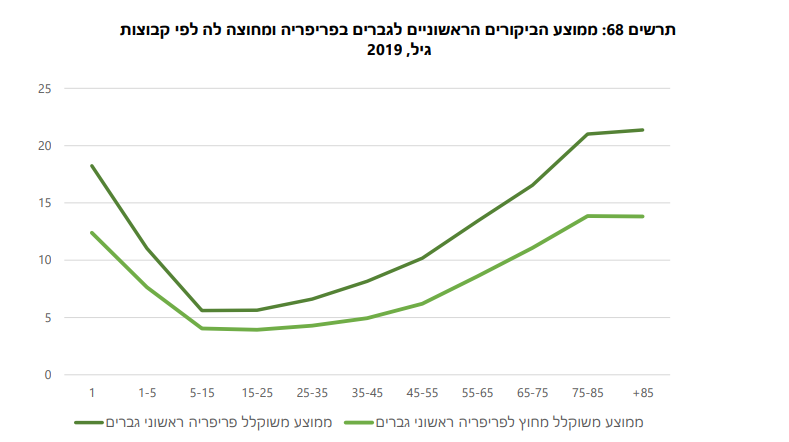 תרשים 68: ממוצע הביקורים הראשוניים לגברים בפריפריה ומחוצה לה לפי קבוצות
גיל, 2019
25
20
15
10
5
0
1 1-5 5-15 15-25 25-35 35-45 45-55 55-65 65-75 75-85 +85
ממוצע משוקלל פריפריה ראשוני גברים ממוצע משוקלל מחוץ לפריפריה ראשוני גברים